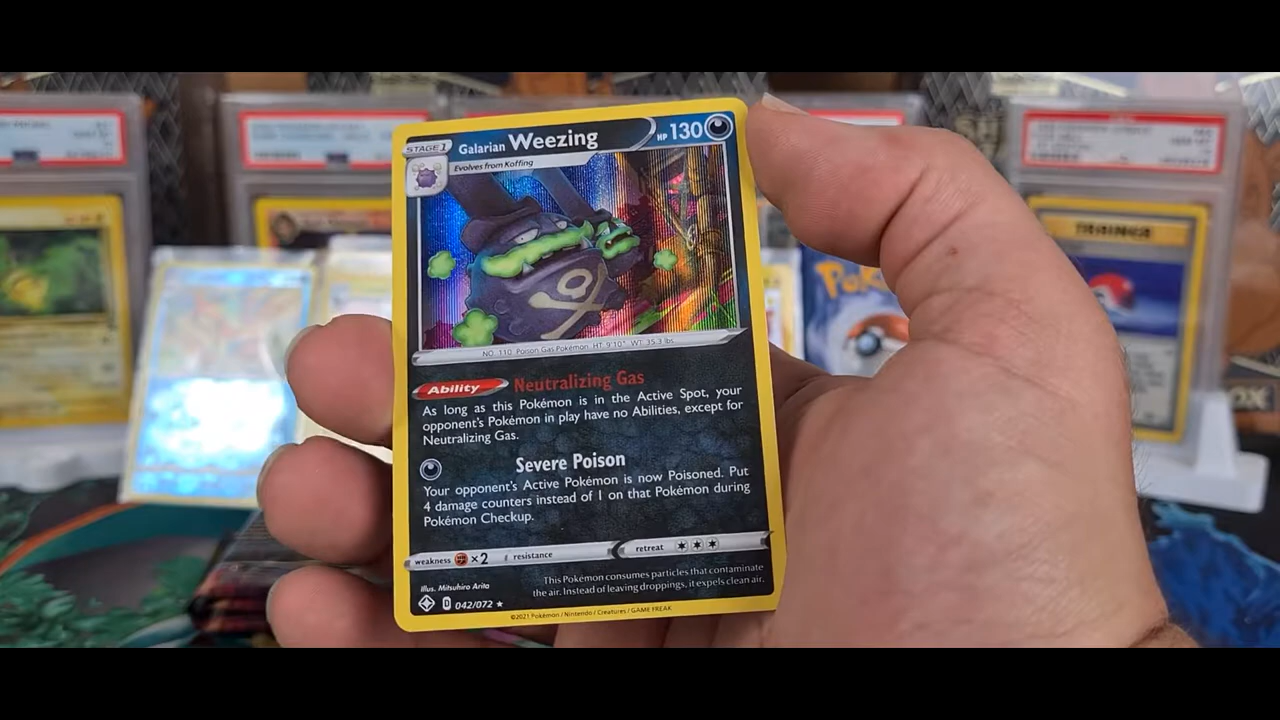 STAGE 1
Galarian Weezing
HP 130
Evolves from Koffing
NO. 110 Poison Gas Pokémon HT: 9'10" WT: 35.3 lbs
Ability Neutralizing Gas
As long as this Pokémon is in the Active Spot, your
opponent's Pokémon in play have no Abilities, except for
Neutralizing Gas.
Severe Poison
Your opponent's Active Pokémon is now Poisoned. Put
4 damage counters instead of 1 on that Pokémon during
Pokémon Checkup.
weakness ×2 resistance retreat
Illus. Mitsuhiro Arita
This Pokémon consumes particles that contaminate
the air. Instead of leaving droppings, it expels clean air.
D 042/072
©2021 Pokémon / Nintendo / Creatures / GAME FREAK
TRAINER